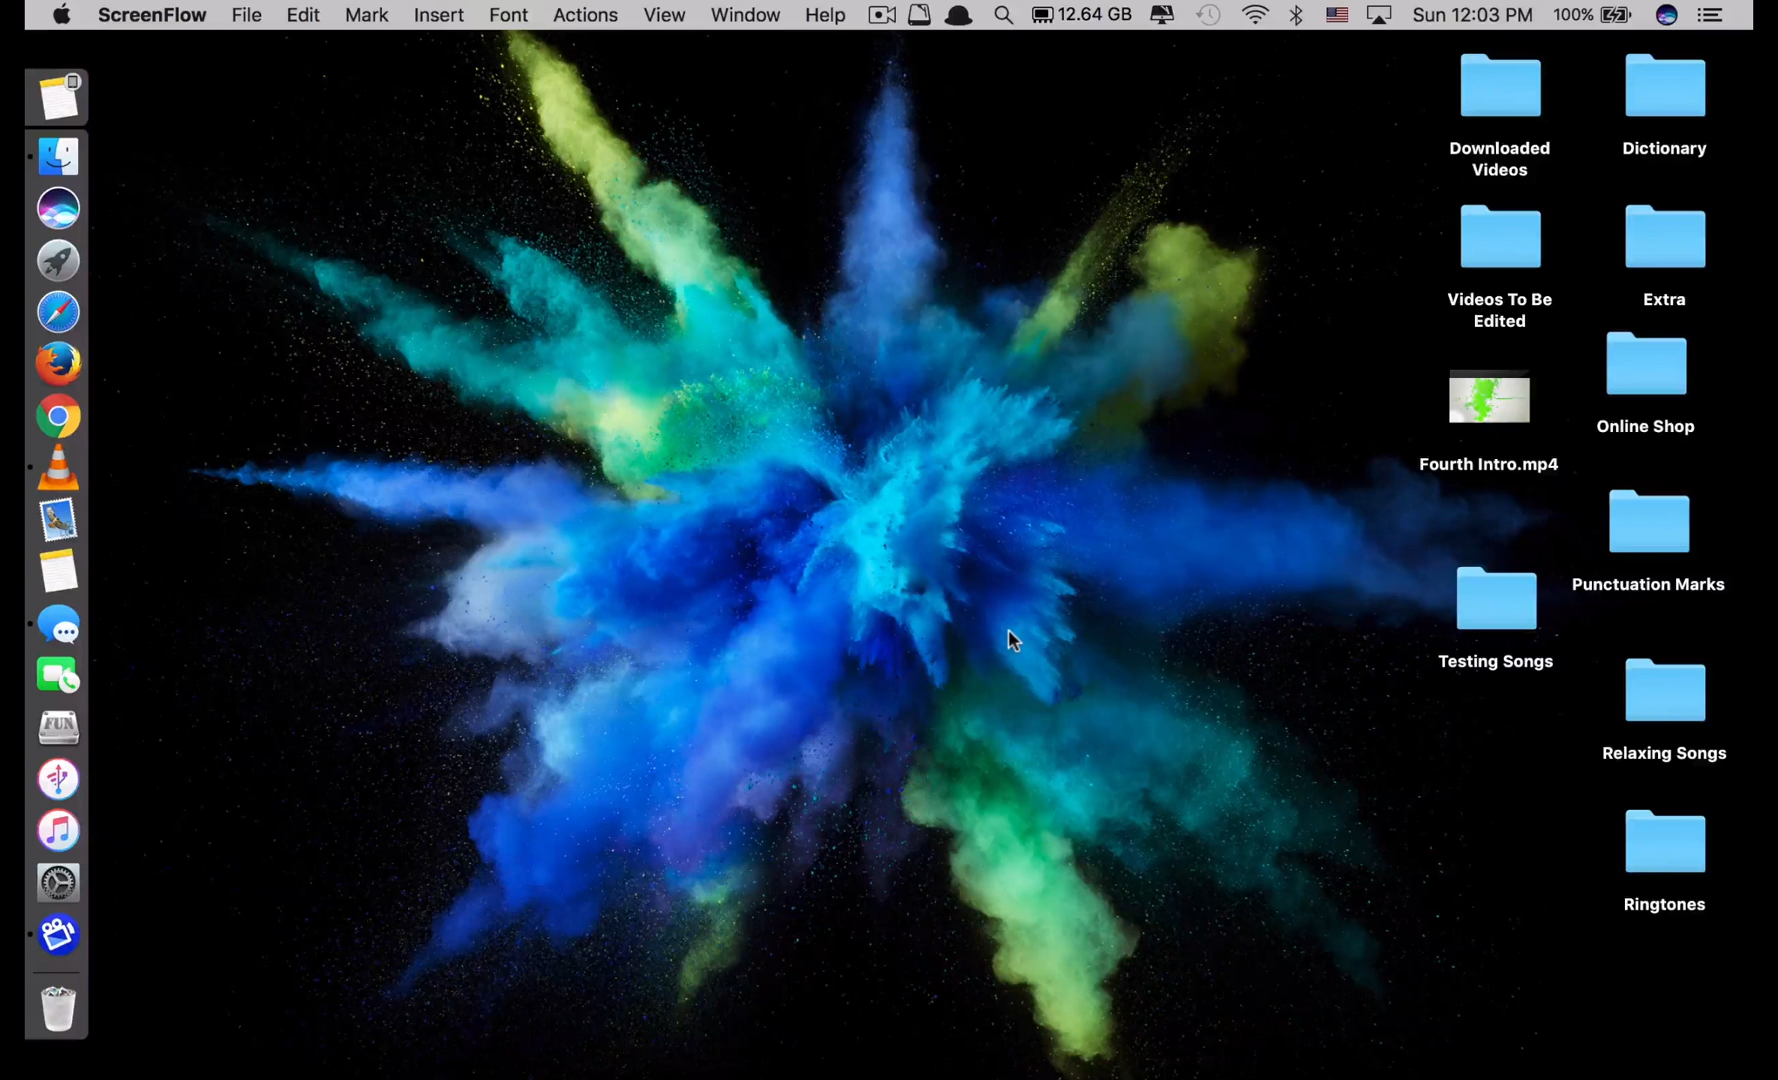 ScreenFlow File Edit Mark Insert Font Actions View Window Help 12.64 GB Sun 12:03 PM 100%
Downloaded
Videos
Dictionary
Videos To Be
Edited
Extra
Online Shop
Fourth Intro.mp4
Punctuation Marks
Testing Songs
Relaxing Songs
Ringtones
FUN